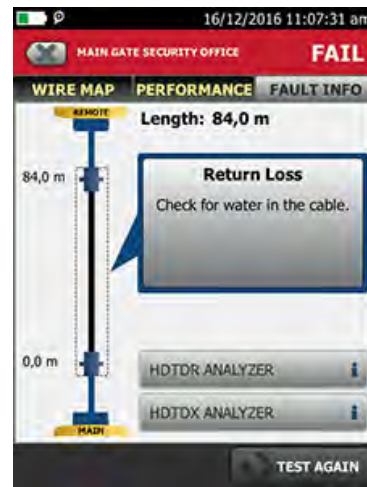 16/12/2016 11:07:31 am
MAIN GATE SECURITY OFFICE
FAIL
WIRE MAP
PERFORMANCE
FAULT INFO
REMOTE
Length: 84,0 m
84,0 m
Return Loss
Check for water in the cable.
0,0 m
HDTDR ANALYZER
i
HDTDX ANALYZER
i
MAIN
TEST AGAIN